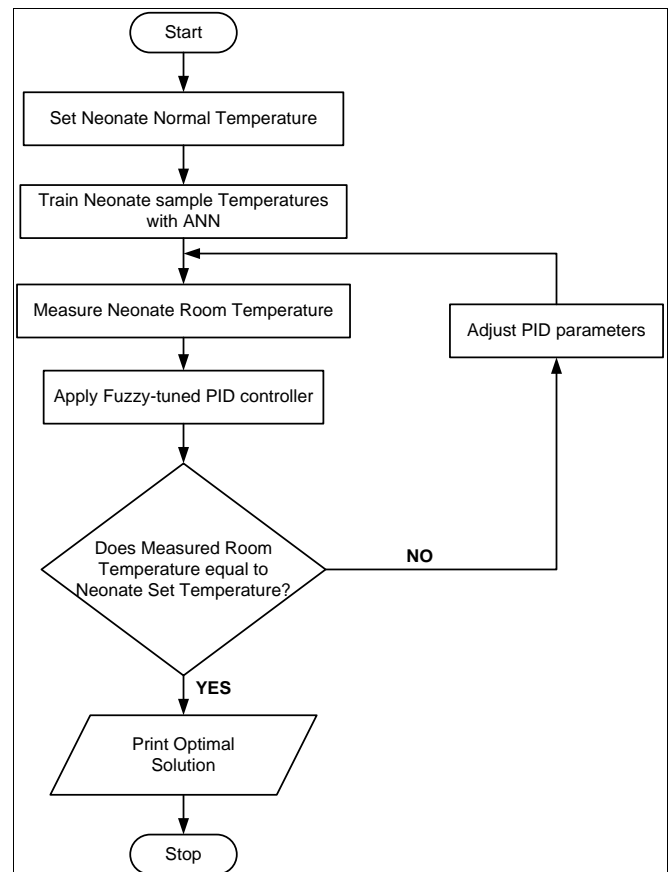 Start
Set Neonate Normal Temperature
Train Neonate sample Temperatures
with ANN
Measure Neonate Room Temperature
Adjust PID parameters
Apply Fuzzy-tuned PID controller
Does Measured Room
Temperature equal to
Neonate Set Temperature?
NO
YES
Print Optimal
Solution
Stop